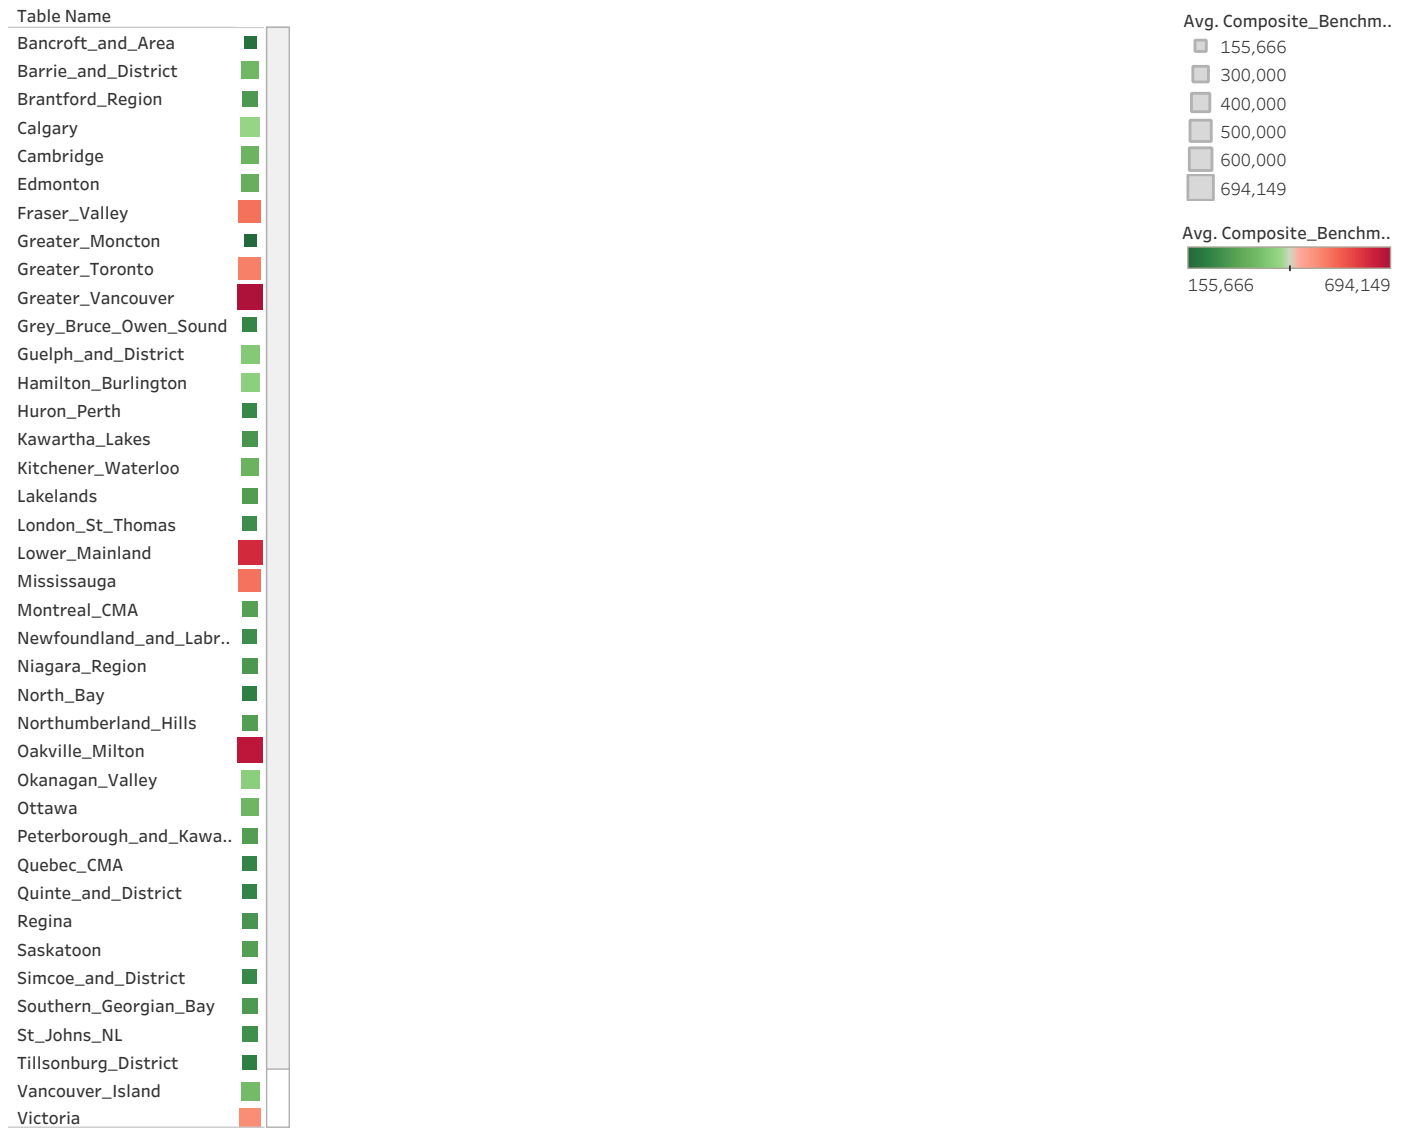 Table Name
Bancroft_and_Area
Barrie_and_District
Brantford_Region
Calgary
Cambridge
Edmonton
Fraser_Valley
Greater_Moncton
Greater_Toronto
Greater_Vancouver
Grey_Bruce_Owen_Sound
Guelph_and_District
Hamilton_Burlington
Huron_Perth
Kawartha_Lakes
Kitchener_Waterloo
Lakelands
London_St_Thomas
Lower_Mainland
Mississauga
Montreal_CMA
Newfoundland_and_Labr..
Niagara_Region
North_Bay
Northumberland_Hills
Oakville_Milton
Okanagan_Valley
Ottawa
Peterborough_and_Kawa..
Quebec_CMA
Quinte_and_District
Regina
Saskatoon
Simcoe_and_District
Southern_Georgian_Bay
St_Johns_NL
Tillsonburg_District
Vancouver_Island
Victoria
Avg. Composite_Benchm..
155,666
300,000
400,000
500,000
600,000
694,149
Avg. Composite_Benchm..
155,666 694,149